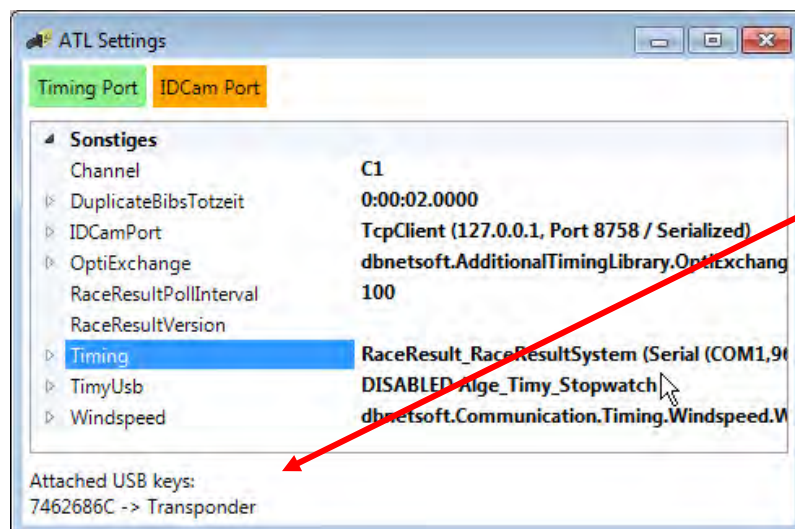 ATL Settings
Timing Port IDCam Port
Sonstiges
Channel C1
DuplicateBibsTotzeit 0:00:02.0000
IDCamPort TcpClient (127.0.0.1, Port 8758 / Serialized)
OptiExchange dbnetsoft.AdditionalTimingLibrary.OptiExchang
RaceResultPollInterval 100
RaceResultVersion
Timing RaceResult_RaceResultSystem (Serial (COM1,96
TimyUsb DISABLED Alge_Timy_Stopwatch
Windspeed dbnetsoft.Communication.Timing.Windspeed.W
Attached USB keys:
7462686C -> Transponder